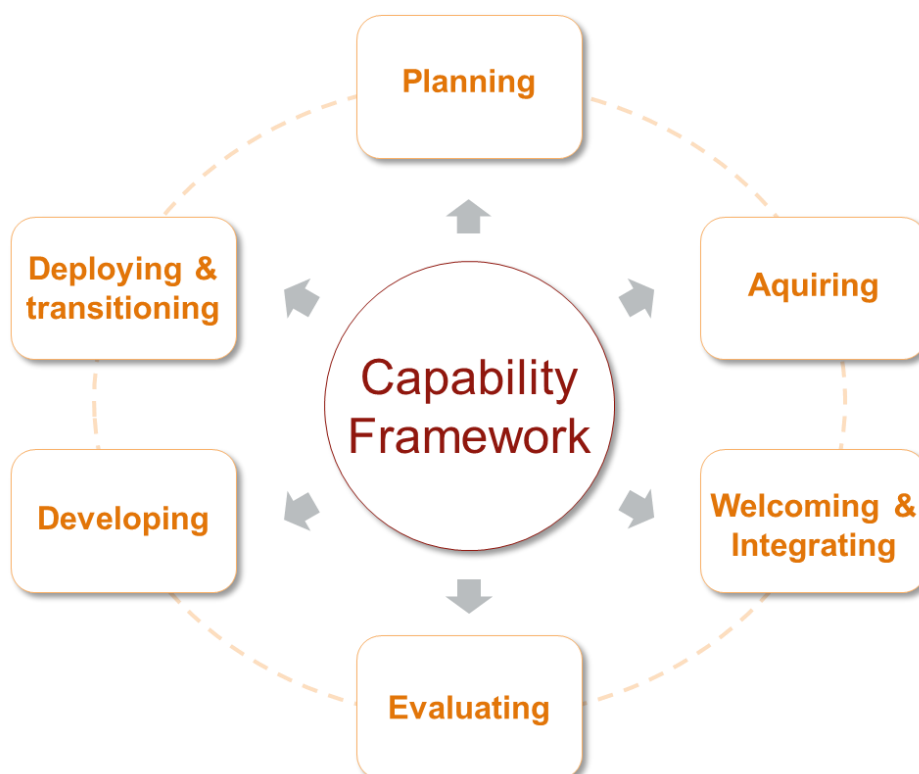 Planning
Aquiring
Welcoming &
Integrating
Evaluating
Developing
Deploying &
transitioning
Capability
Framework